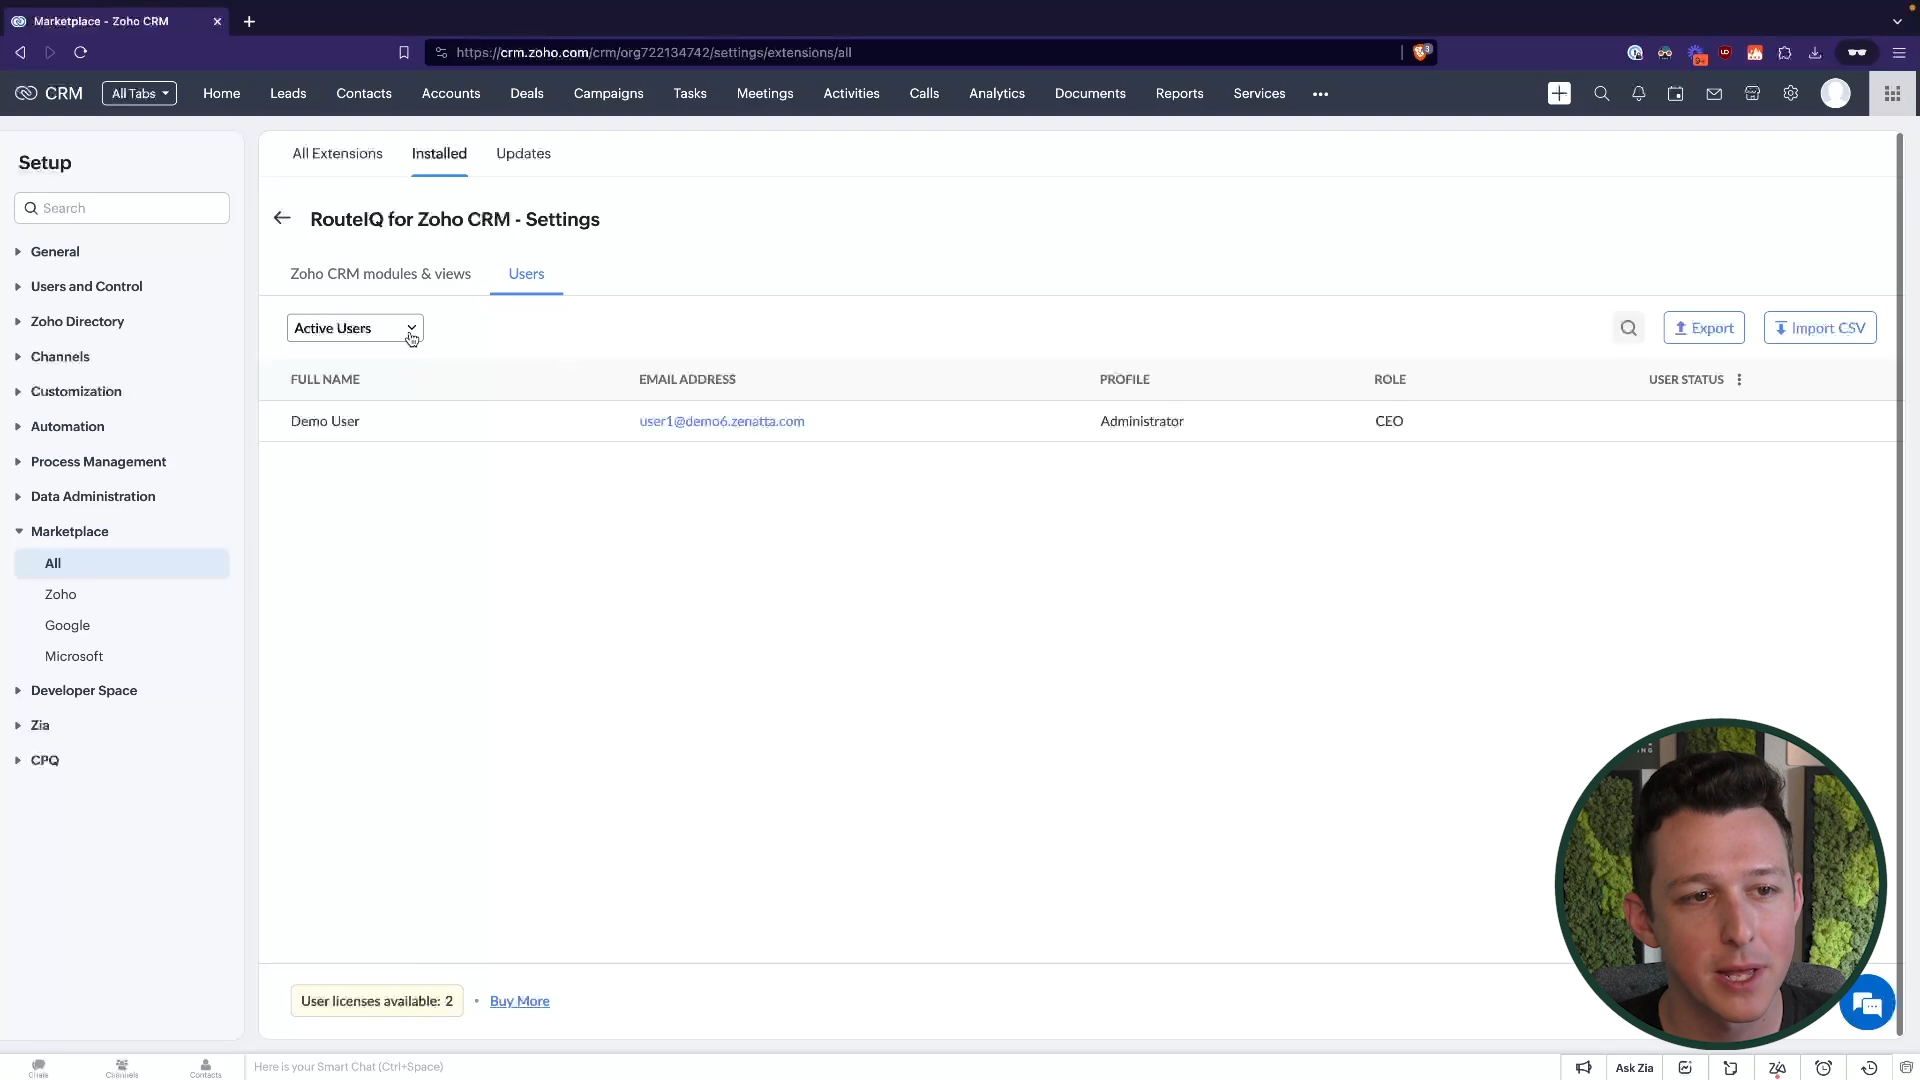 Marketplace - Zoho CRM
https://crm.zoho.com/crm/org722134742/settings/extensions/all
3
9+
CRM
All Tabs
Home
Leads
Contacts
Accounts
Deals
Campaigns
Tasks
Meetings
Activities
Calls
Analytics
Documents
Reports
Services
Setup
Search
General
Users and Control
Zoho Directory
Channels
Customization
Automation
Process Management
Data Administration
Marketplace
All
Zoho
Google
Microsoft
Developer Space
Zia
CPQ
All Extensions
Installed
Updates
RouteIQ for Zoho CRM - Settings
Zoho CRM modules & views
Users
Active Users
Export
Import CSV
FULL NAME
EMAIL ADDRESS
PROFILE
ROLE
USER STATUS
Demo User
user1@demo6.zenatta.com
Administrator
CEO
User licenses available: 2
• Buy More
Chats
Channels
Contacts
Here is your Smart Chat (Ctrl+Space)
Ask Zia